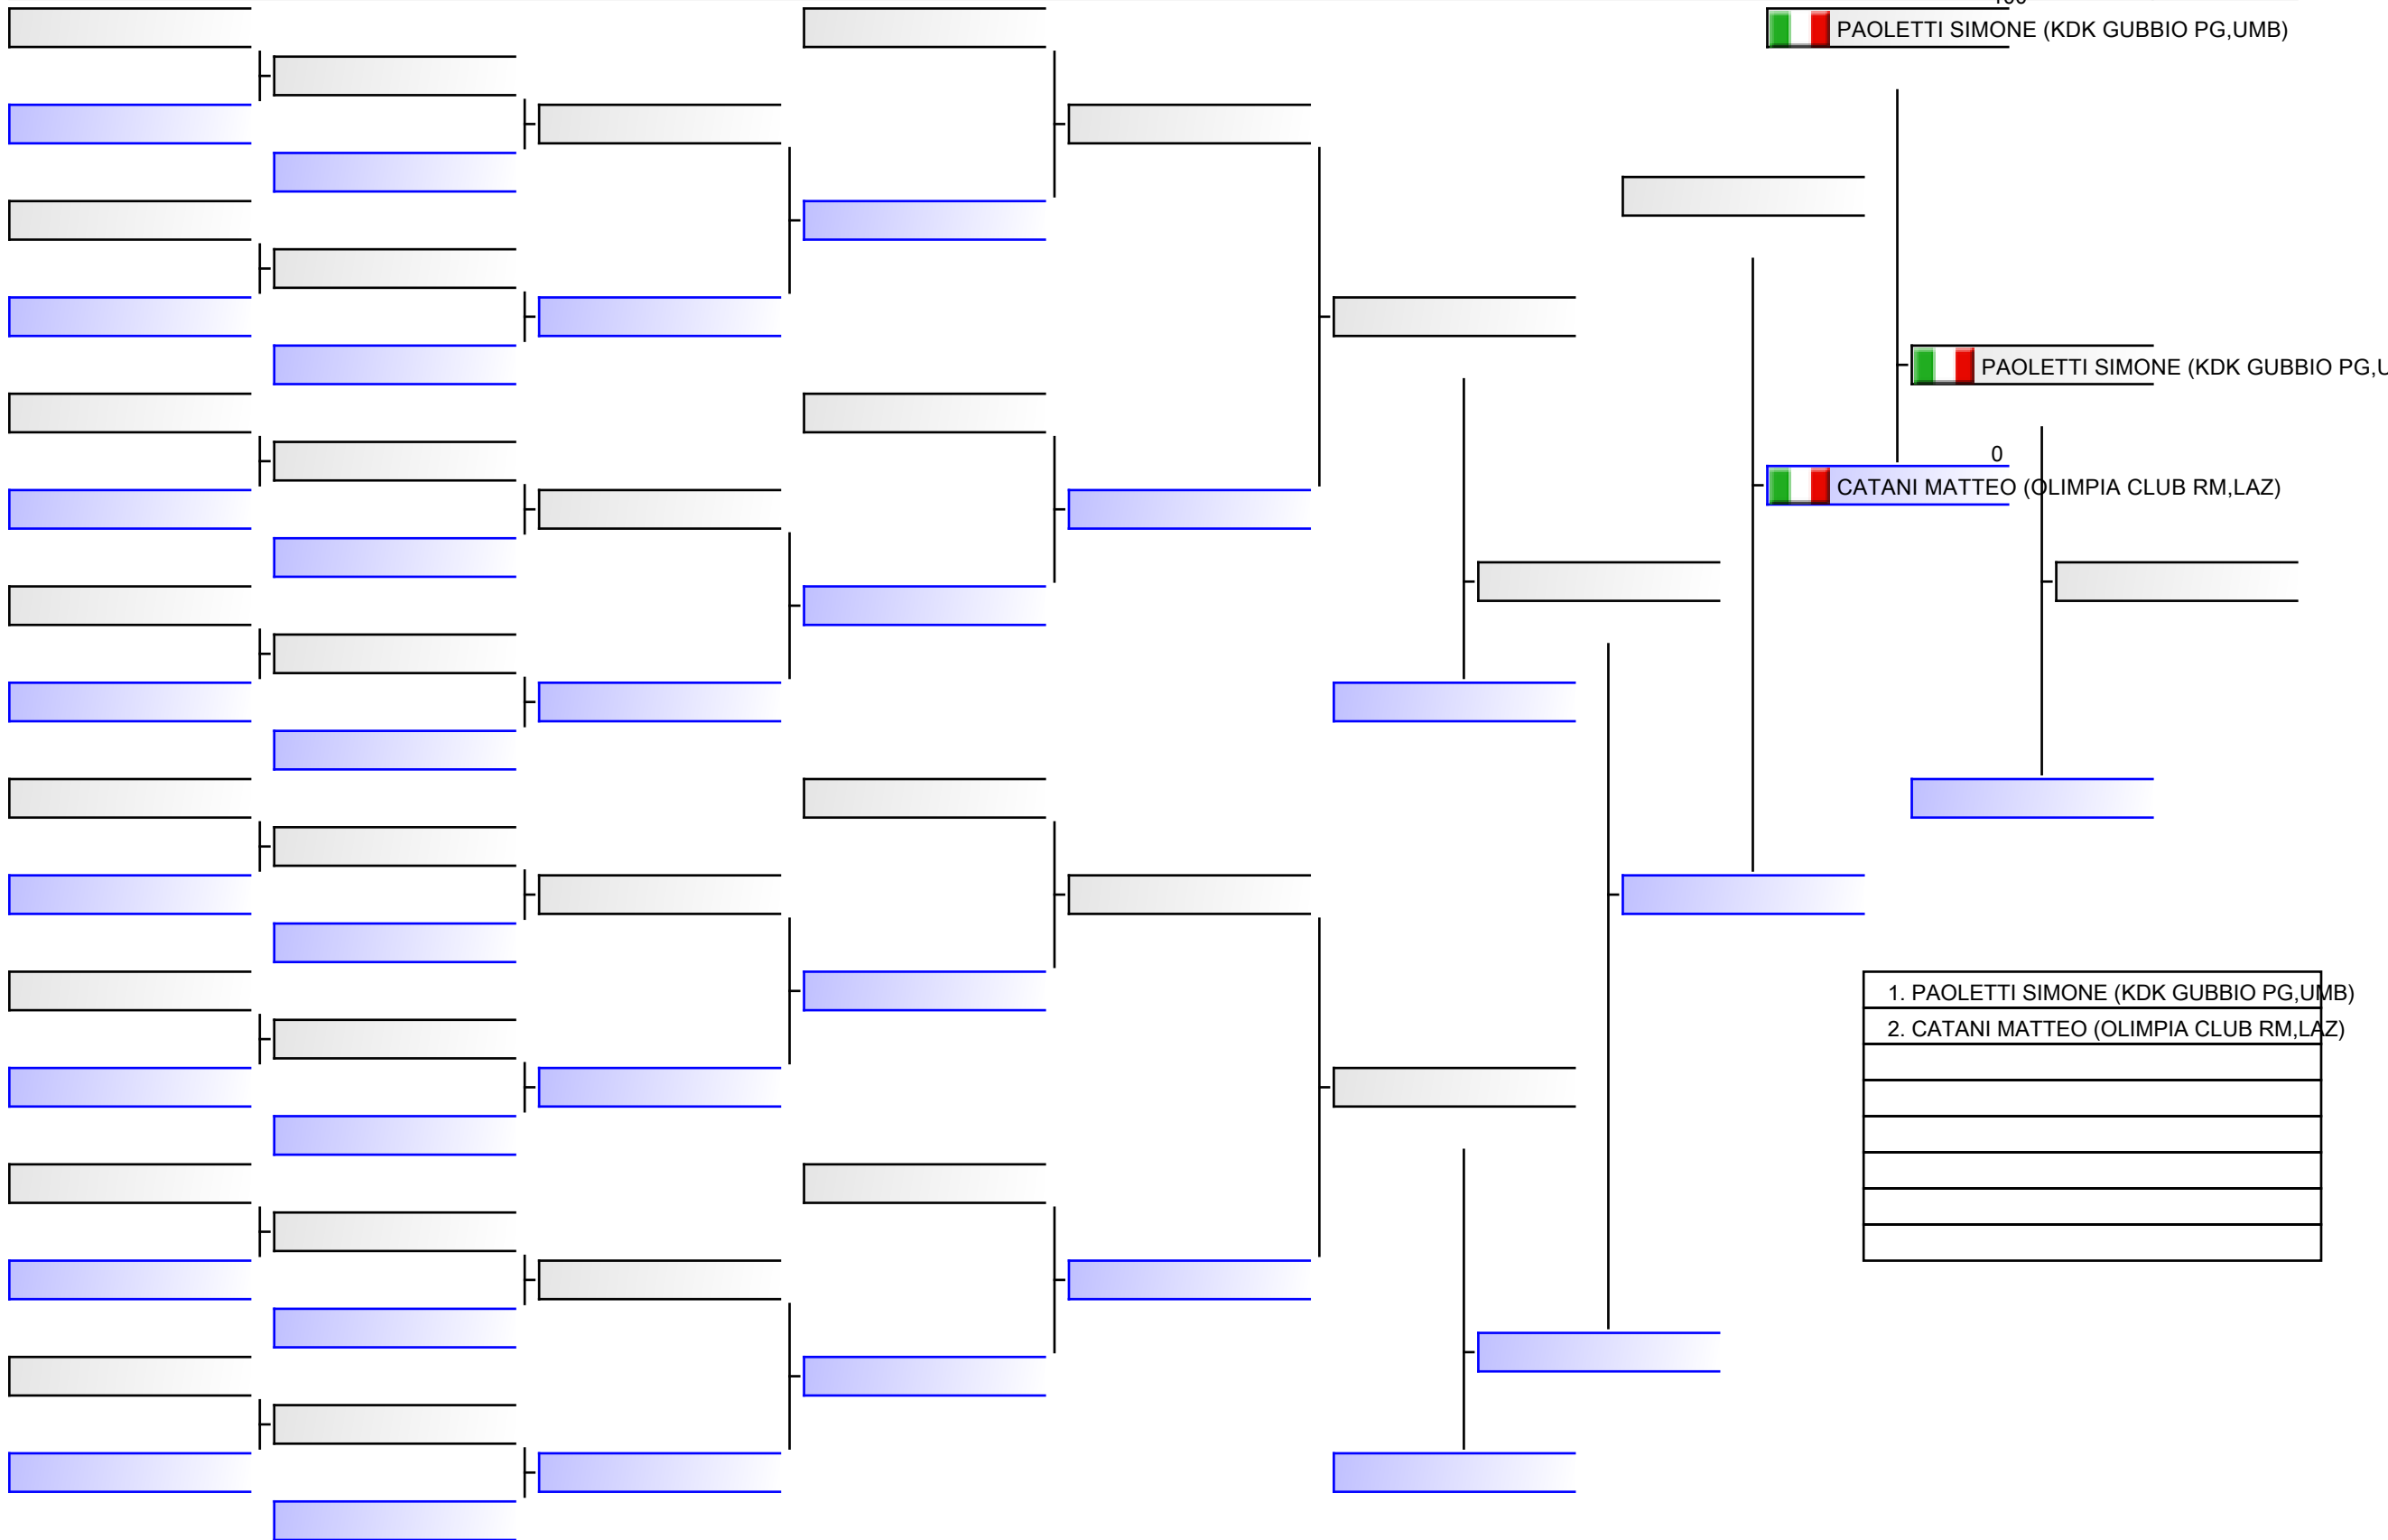 PAOLETTI SIMONE (KDK GUBBIO PG,UMB)
PAOLETTI SIMONE (KDK GUBBIO PG,U
0
CATANI MATTEO (OLIMPIA CLUB RM,LAZ)
1. PAOLETTI SIMONE (KDK GUBBIO PG,UMB)
2. CATANI MATTEO (OLIMPIA CLUB RM,LAZ)